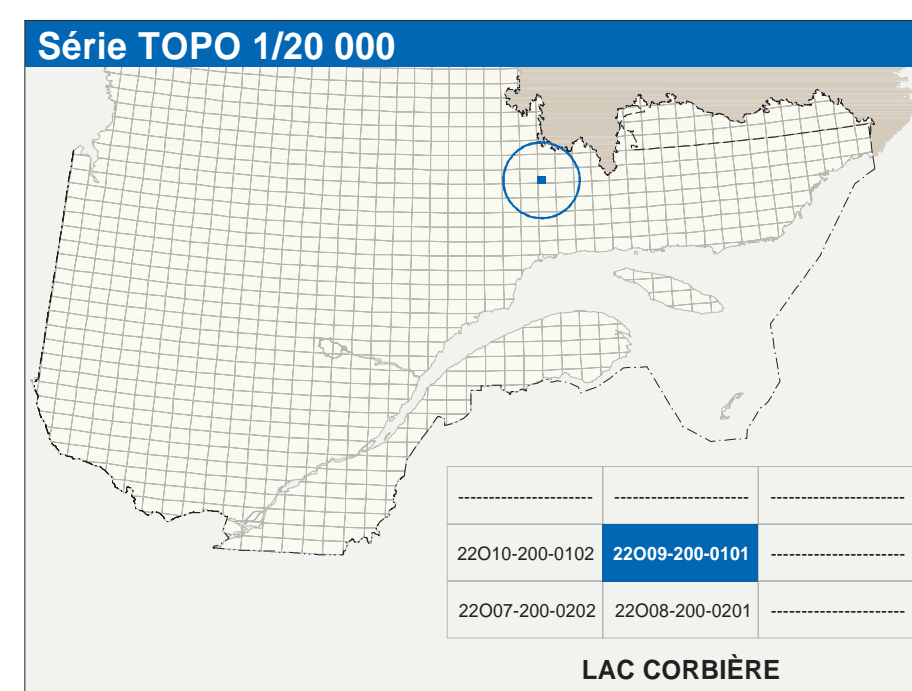 Série TOPO 1/20 000
---------------------- ---------------------- ----------------------
22O10-200-0102 22O09-200-0101 ----------------------
22O07-200-0202 22O08-200-0201 ----------------------
LAC CORBIÈRE